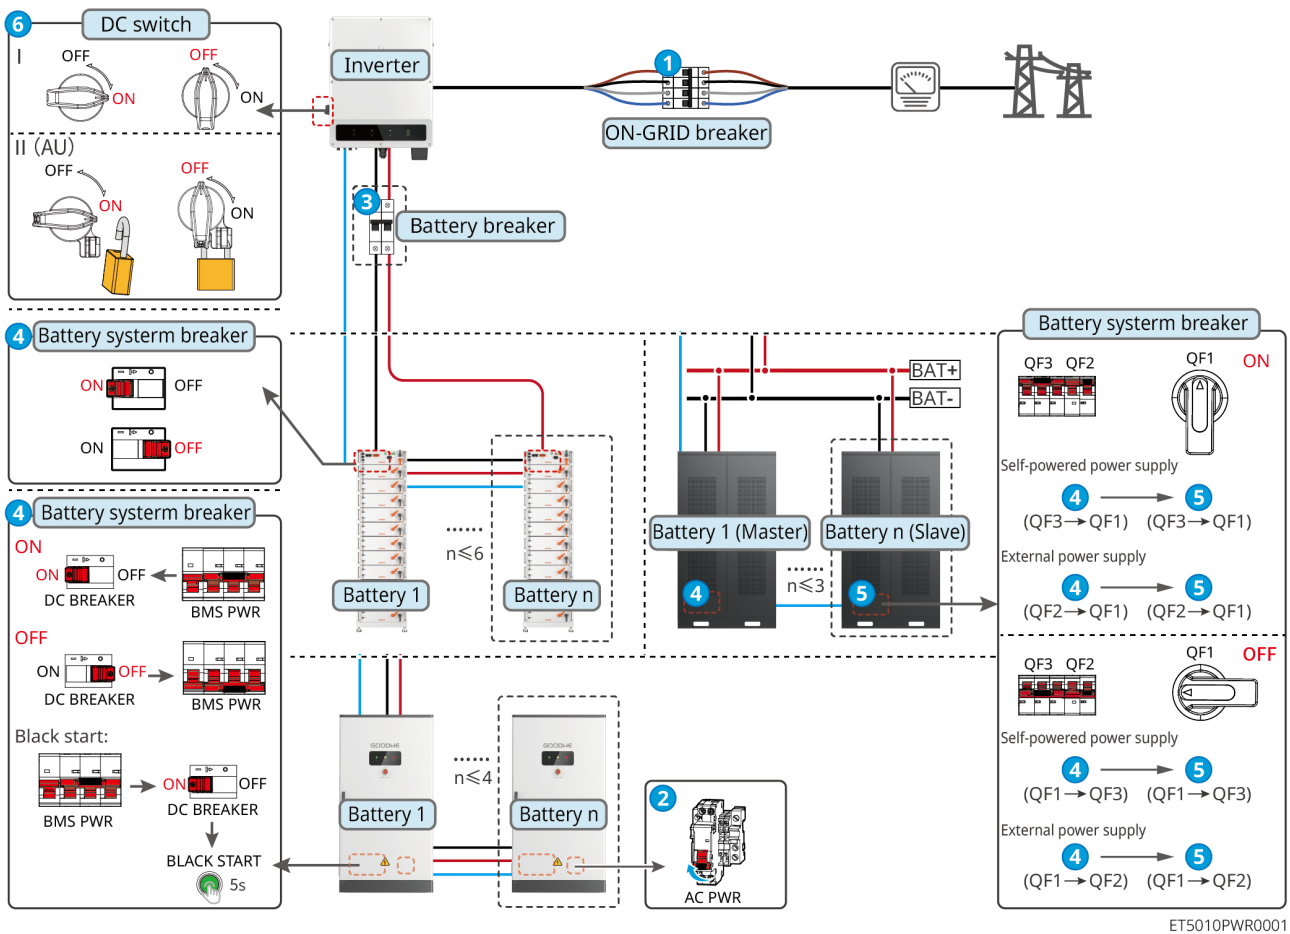 6
DC switch
I
OFF
ON
OFF
ON
II (AU)
OFF
ON
OFF
ON
Inverter
1
ON-GRID breaker
3
Battery breaker
4
Battery systerm breaker
ON
OFF
ON
OFF
4
Battery systerm breaker
ON
ON
OFF
DC BREAKER
BMS PWR
OFF
ON
OFF
DC BREAKER
BMS PWR
Black start:
BMS PWR
ON
OFF
DC BREAKER
BLACK START
5s
n≤6
Battery 1
Battery n
BAT+
BAT-
Battery 1 (Master)
Battery n (Slave)
n≤3
4
5
GOODWE
GOODWE
n≤4
Battery 1
Battery n
2
AC PWR
Battery systerm breaker
QF3
QF2
QF1
ON
Self-powered power supply
4 → 5
(QF3→QF1) (QF3→QF1)
External power supply
4 → 5
(QF2→QF1) (QF2→QF1)
QF3
QF2
QF1
OFF
Self-powered power supply
4 → 5
(QF1→QF3) (QF1→QF3)
External power supply
4 → 5
(QF1→QF2) (QF1→QF2)
ET5010PWR0001